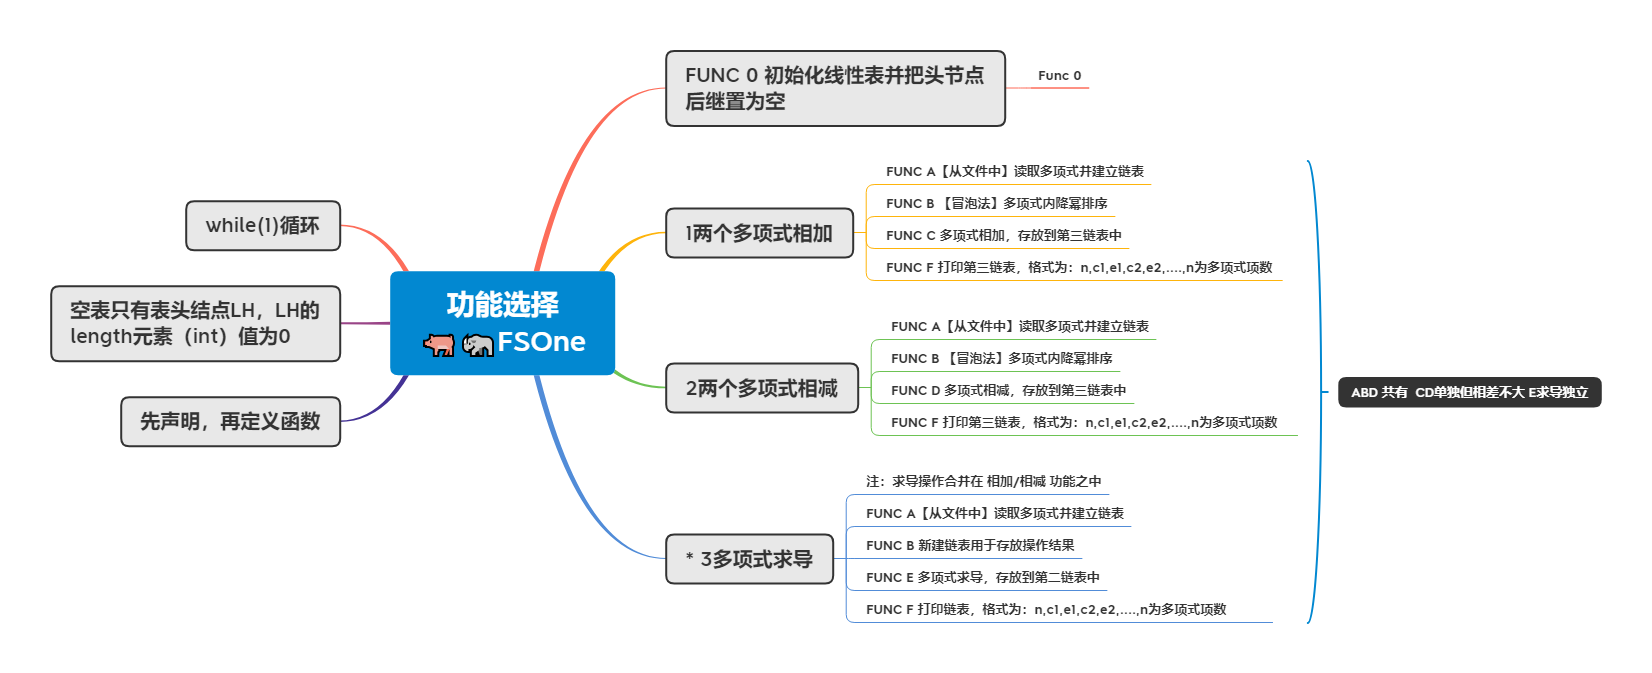 FUNC 0 初始化线性表并把头节点
后继置为空
Func 0
while(1)循环
空表只有表头结点LH，LH的
length元素（int）值为0
先声明，再定义函数
功能选择
FSOne
1两个多项式相加
FUNC A【从文件中】读取多项式并建立链表
FUNC B 【冒泡法】多项式内降幂排序
FUNC C 多项式相加，存放到第三链表中
FUNC F 打印第三链表，格式为：n,c1,e1,c2,e2,....,n为多项式项数
2两个多项式相减
FUNC A【从文件中】读取多项式并建立链表
FUNC B 【冒泡法】多项式内降幂排序
FUNC D 多项式相减，存放到第三链表中
FUNC F 打印第三链表，格式为：n,c1,e1,c2,e2,....,n为多项式项数
* 3多项式求导
注：求导操作合并在 相加/相减 功能之中
FUNC A【从文件中】读取多项式并建立链表
FUNC B 新建链表用于存放操作结果
FUNC E 多项式求导，存放到第二链表中
FUNC F 打印链表，格式为：n,c1,e1,c2,e2,....,n为多项式项数
ABD 共有  CD单独但相差不大 E求导独立